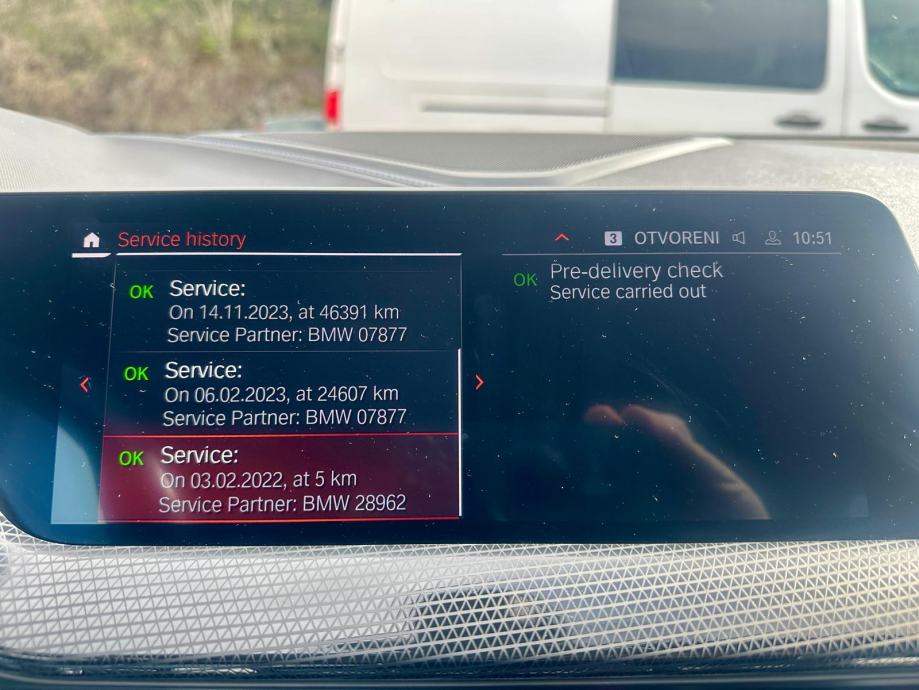 Service history
3 OTVORENI 10:51
OK Service:
On 14.11.2023, at 46391 km
Service Partner: BMW 07877
OK Service:
On 06.02.2023, at 24607 km
Service Partner: BMW 07877
OK Service:
On 03.02.2022, at 5 km
Service Partner: BMW 28962
OK Pre-delivery check
Service carried out